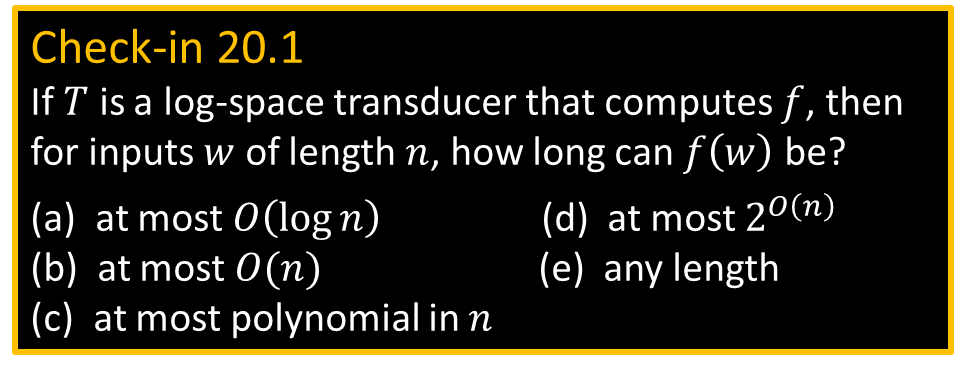 Check-in 20.1
If T is a log-space transducer that computes f, then
for inputs w of length n, how long can f(w) be?
(a) at most O(log n)
(d) at most 2^{O(n)}
(b) at most O(n)
(e) any length
(c) at most polynomial in n